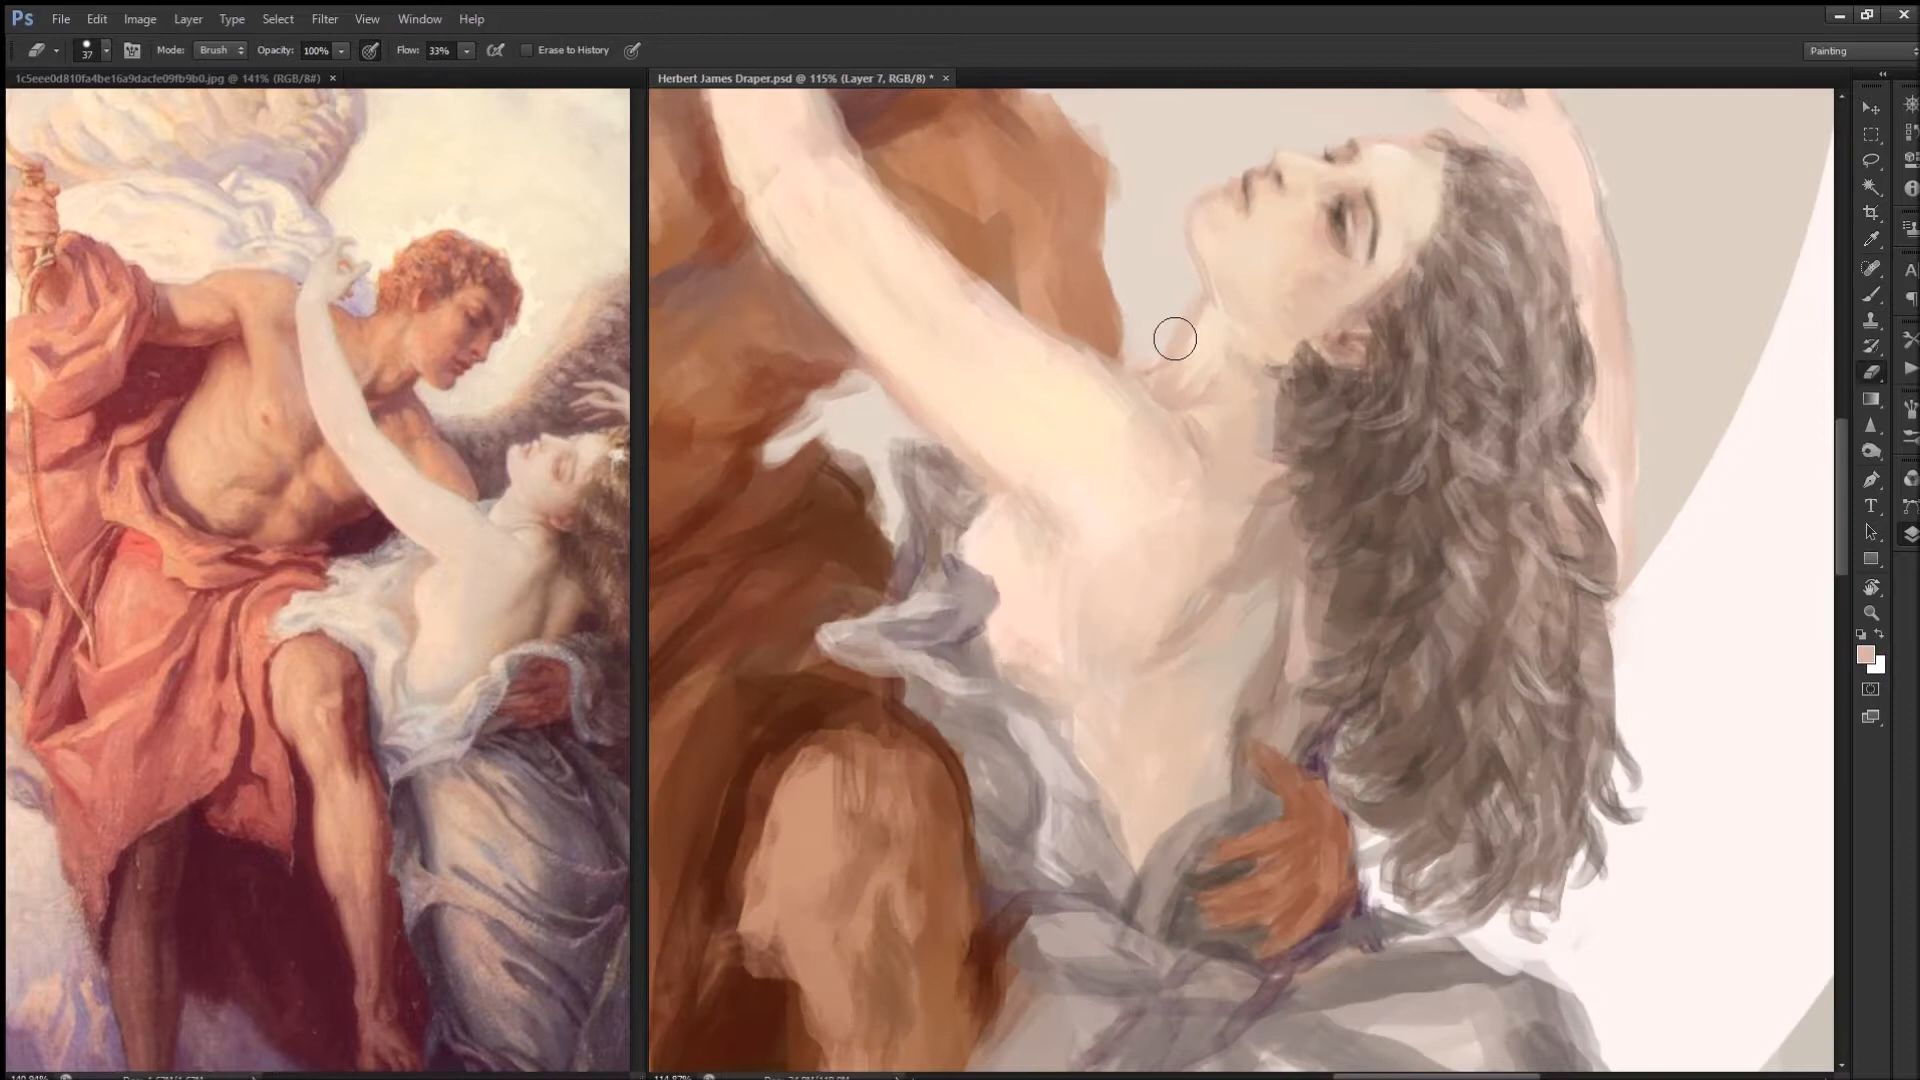 Ps File Edit Image Layer Type Select Filter View Window Help
37 Mode: Brush Opacity: 100% Flow: 33% Erase to History Painting
1c5eee0d810fa4be16a9dacfe09fb9b0.jpg @ 141% (RGB/8#) × Herbert James Draper.psd @ 115% (Layer 7, RGB/8) * ×
A
T